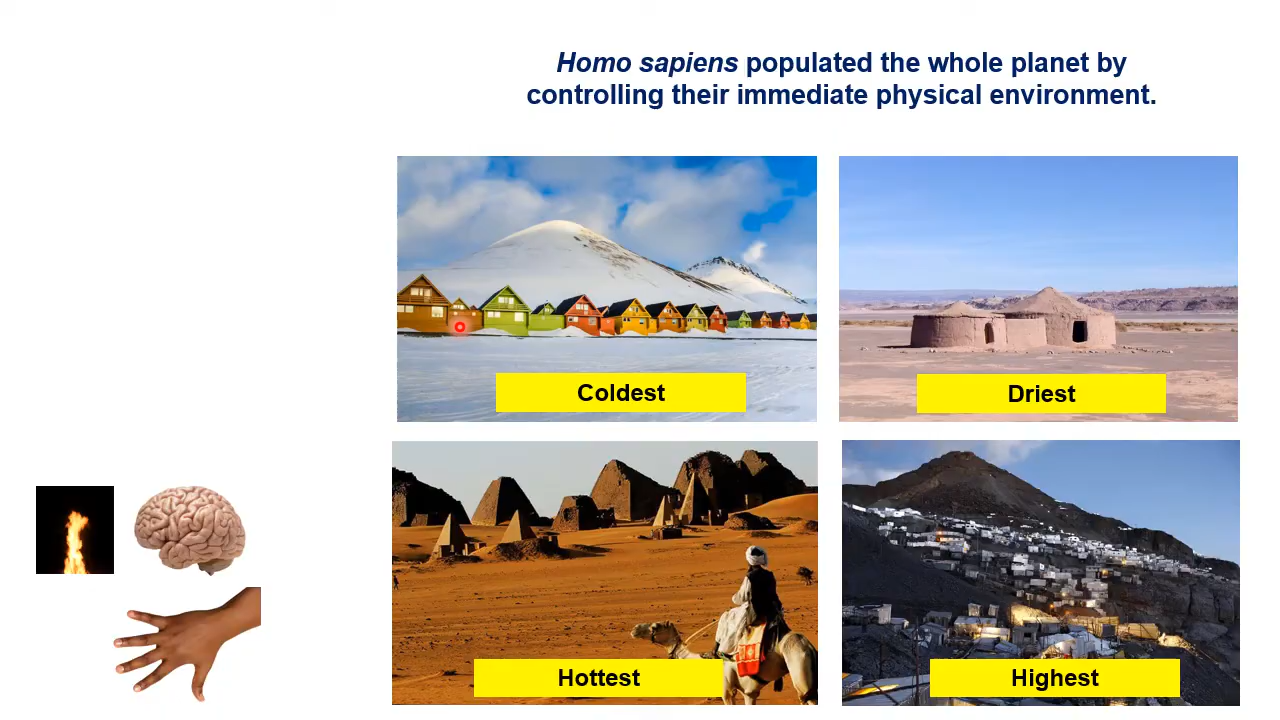 Homo sapiens populated the whole planet by
controlling their immediate physical environment.
Coldest
Driest
Hottest
Highest